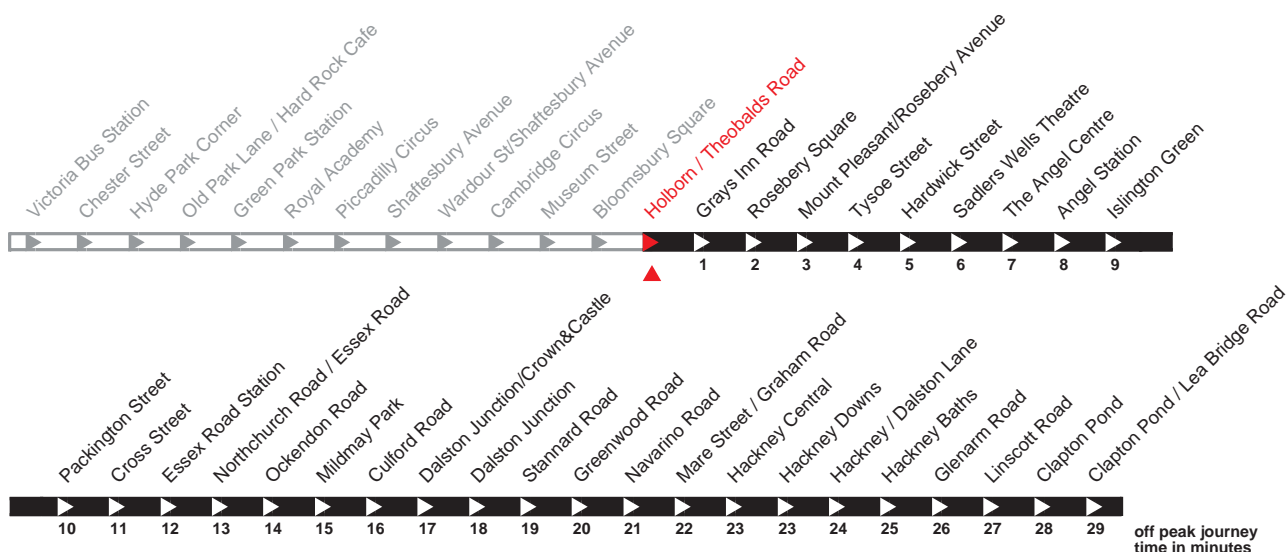 Victoria Bus Station
Chester Street
Hyde Park Corner
Old Park Lane / Hard Rock Cafe
Green Park Station
Royal Academy
Piccadilly Circus
Shaftesbury Avenue
Wardour St/Shaftesbury Avenue
Cambridge Circus
Museum Street
Bloomsbury Square
Holborn / Theobalds Road
Grays Inn Road
Rosebery Square
Mount Pleasant/Rosebery Avenue
Tysoe Street
Hardwick Street
Sadlers Wells Theatre
The Angel Centre
Angel Station
Islington Green
1 2 3 4 5 6 7 8 9
Packington Street
Cross Street
Essex Road Station
Northchurch Road / Essex Road
Ockendon Road
Mildmay Park
Culford Road
Dalston Junction/Crown&Castle
Dalston Junction
Stannard Road
Greenwood Road
Navarino Road
Mare Street / Graham Road
Hackney Central
Hackney Downs
Hackney / Dalston Lane
Hackney Baths
Glenarm Road
Linscott Road
Clapton Pond
Clapton Pond / Lea Bridge Road
10 11 12 13 14 15 16 17 18 19 20 21 22 23 23 24 25 26 27 28 29
off peak journey
time in minutes